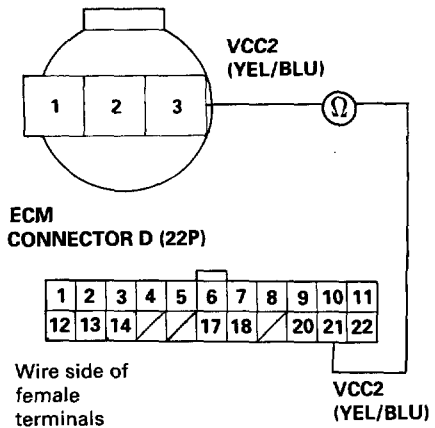 VCC2
(YEL/BLU)
1 2 3
Ω
ECM
CONNECTOR D (22P)
1 2 3 4 5 6 7 8 9 10 11
12 13 14 17 18 20 21 22
Wire side of
female
terminals
VCC2
(YEL/BLU)